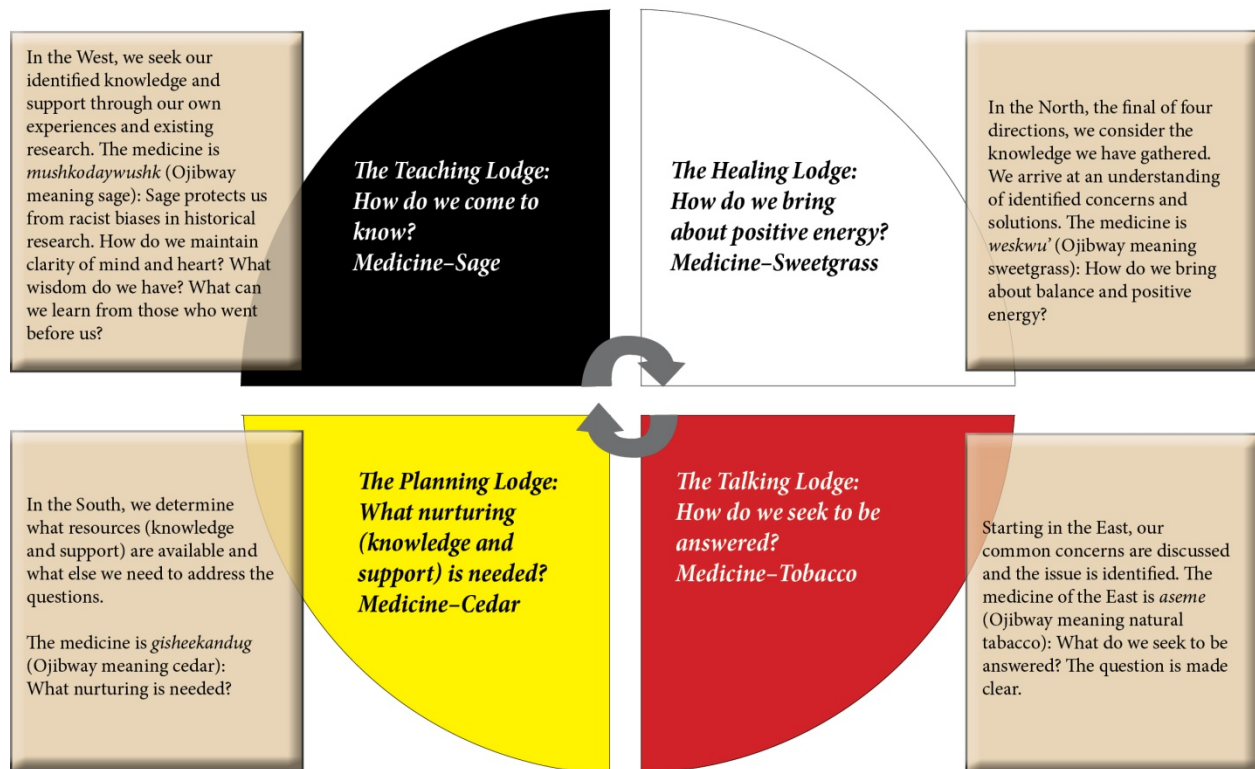 In the West, we seek our
identified knowledge and
support through our own
experiences and existing
research. The medicine is
mushkodaywushk (Ojibway
meaning sage): Sage protects us
from racist biases in historical
research. How do we maintain
clarity of mind and heart? What
wisdom do we have? What can
we learn from those who went
before us?
The Teaching Lodge:
How do we come to
know?
Medicine–Sage
The Healing Lodge:
How do we bring
about positive energy?
Medicine–Sweetgrass
In the North, the final of four
directions, we consider the
knowledge we have gathered.
We arrive at an understanding
of identified concerns and
solutions. The medicine is
weskwu’ (Ojibway meaning
sweetgrass): How do we bring
about balance and positive
energy?
In the South, we determine
what resources (knowledge
and support) are available and
what else we need to address the
questions.
The medicine is gisheekandug
(Ojibway meaning cedar):
What nurturing is needed?
The Planning Lodge:
What nurturing
(knowledge and
support) is needed?
Medicine–Cedar
The Talking Lodge:
How do we seek to be
answered?
Medicine–Tobacco
Starting in the East, our
common concerns are discussed
and the issue is identified. The
medicine of the East is aseme
(Ojibway meaning natural
tabacco): What do we seek to be
answered? The question is made
clear.